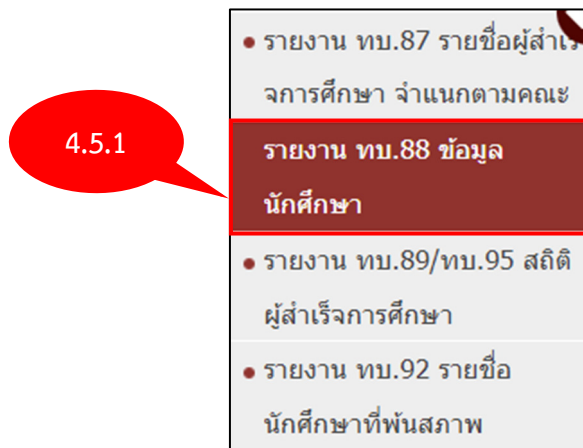 รายงาน ทบ.87 รายชื่อผู้สำเร็
จการศึกษา จำแนกตามคณะ
4.5.1
รายงาน ทบ.88 ข้อมูล
นักศึกษา
รายงาน ทบ.89/ทบ.95 สถิติ
ผู้สำเร็จการศึกษา
รายงาน ทบ.92 รายชื่อ
นักศึกษาที่พ้นสภาพ